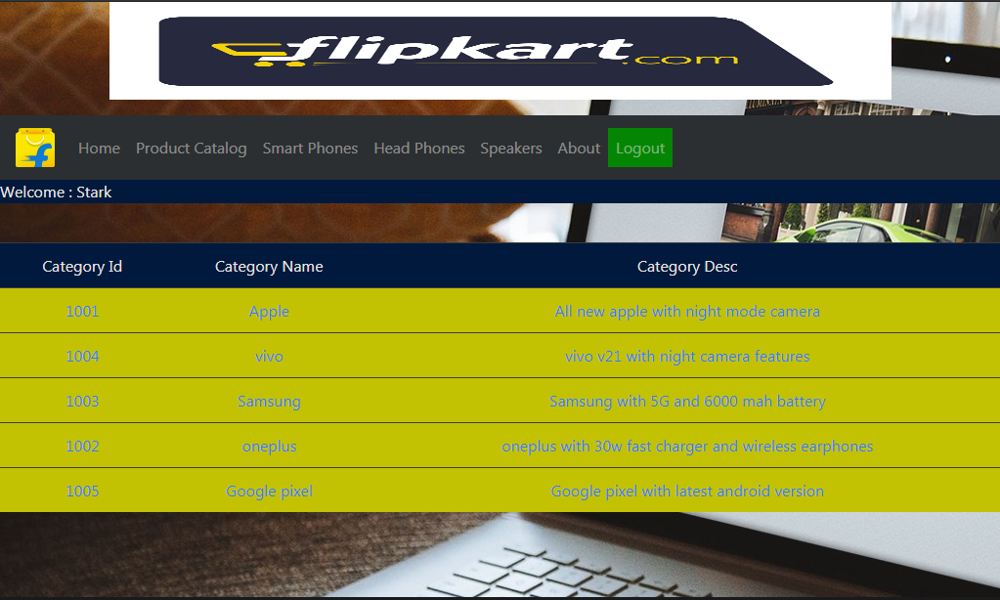 flipkart.com
Home Product Catalog Smart Phones Head Phones Speakers About Logout
Welcome : Stark
Category Id Category Name Category Desc
1001 Apple All new apple with night mode camera
1004 vivo vivo v21 with night camera features
1003 Samsung Samsung with 5G and 6000 mah battery
1002 oneplus oneplus with 30w fast charger and wireless earphones
1005 Google pixel Google pixel with latest android version